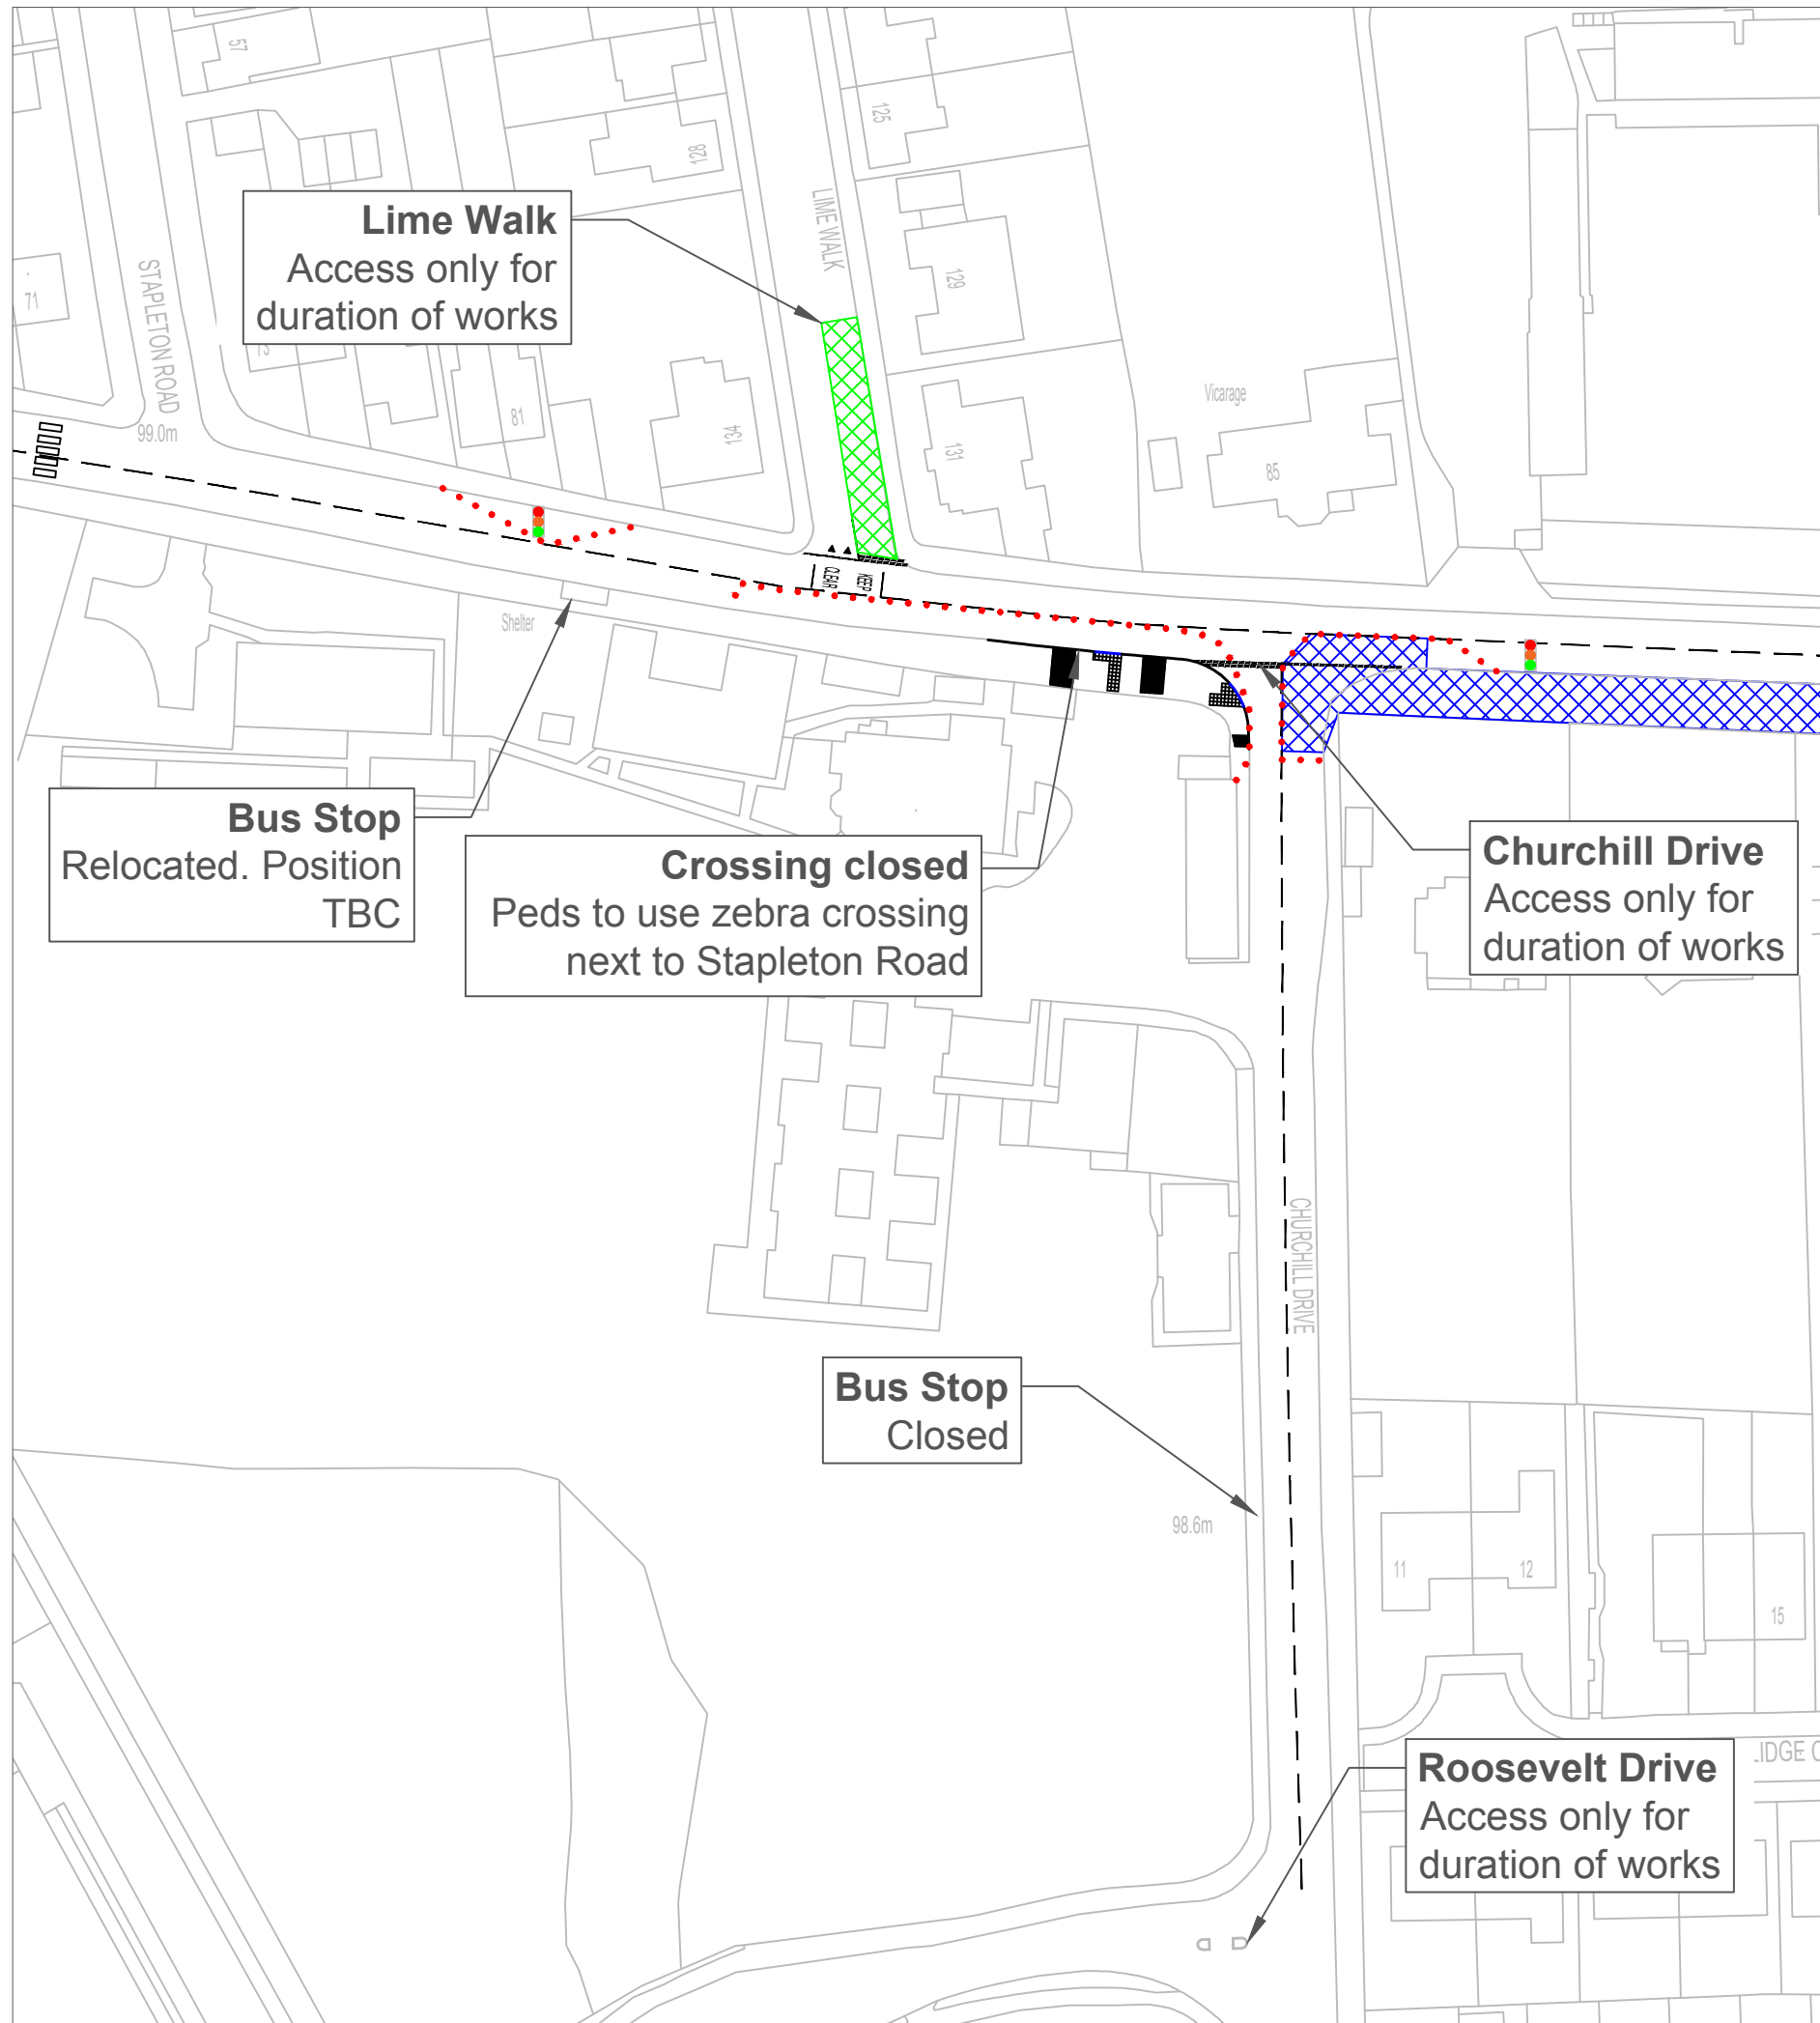 57
125
128
LIME WALK
Lime Walk
Access only for
duration of works
129
71
STAPLETON ROAD
Vicarage
81
134
131
85
99.0m
KEEP
CLEAR
Shelter
Bus Stop
Relocated. Position
TBC
Crossing closed
Peds to use zebra crossing
next to Stapleton Road
Churchill Drive
Access only for
duration of works
CHURCHILL DRIVE
Bus Stop
Closed
98.6m
11
12
15
Roosevelt Drive
Access only for
duration of works